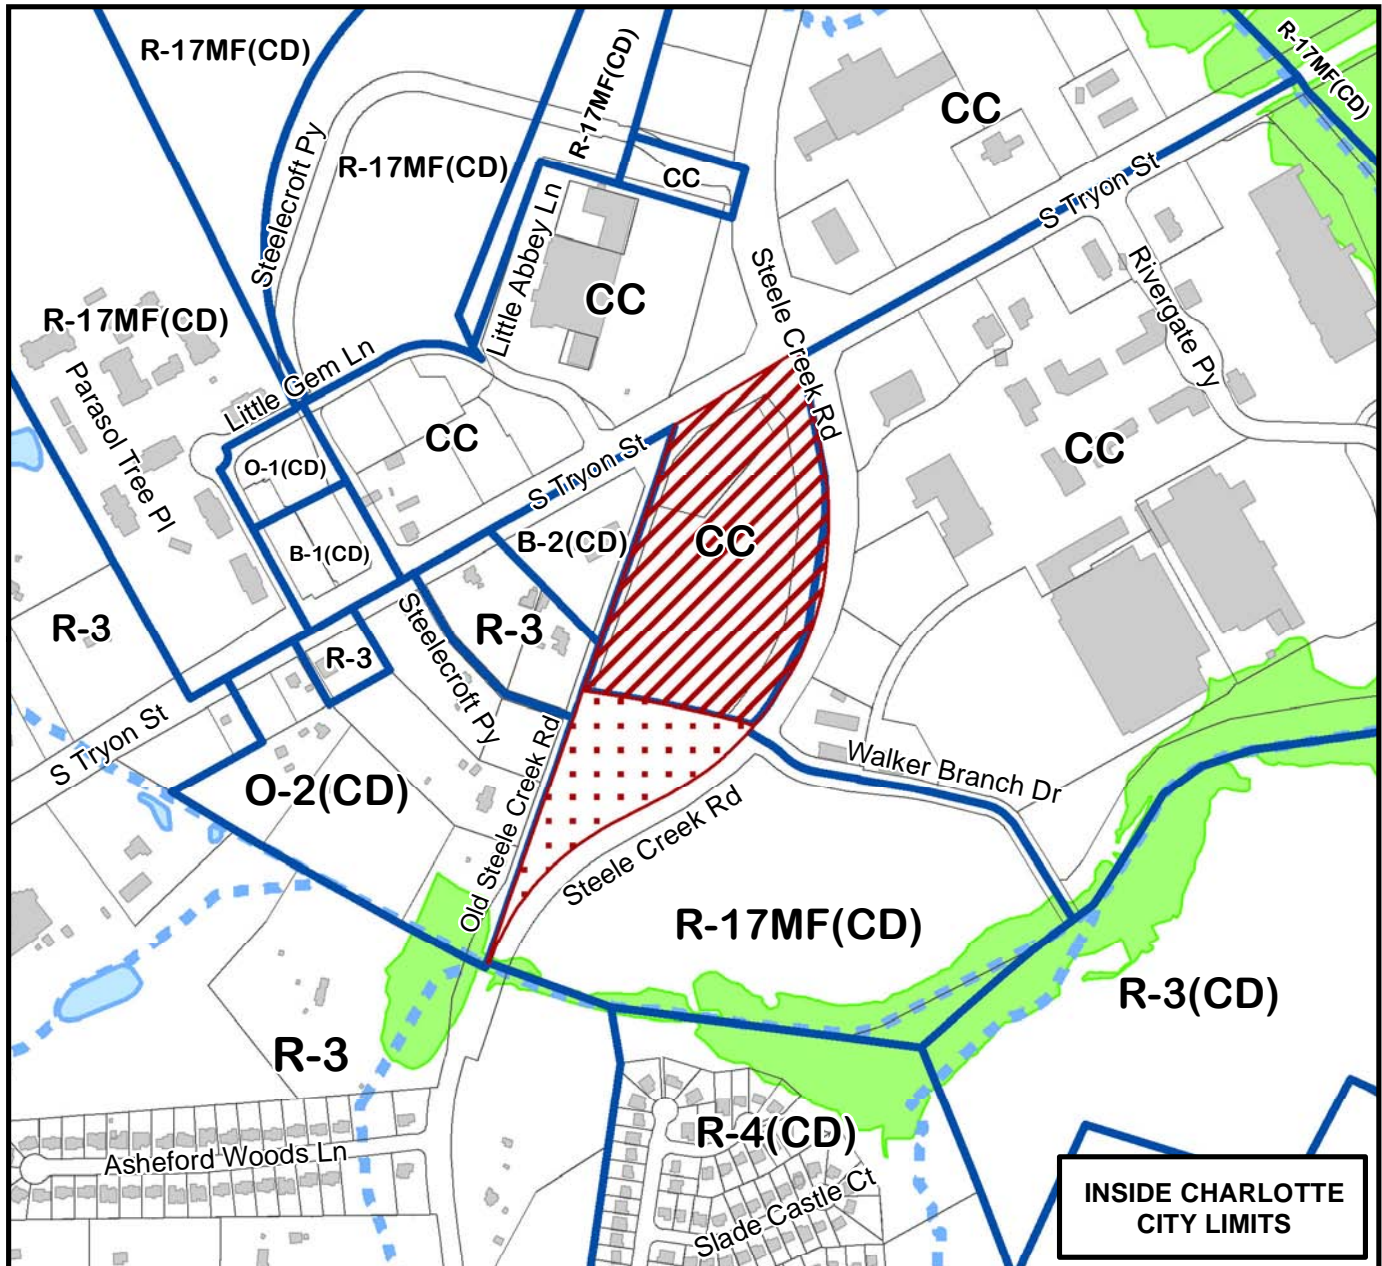 R-17MF(CD)
R-17MF(CD)
R-17MF(CD)
CC
Steelecroft Py
R-17MF(CD)
CC
S Tryon St
Little Abbey Ln
Steele Creek Rd
Rivergate Py
CC
R-17MF(CD)
Little Gem Ln
Parasol Tree Pl
CC
CC
O-1(CD)
S Tryon St
B-1(CD)
B-2(CD)
CC
R-3
R-3
R-3
Steelecroft Py
S Tryon St
O-2(CD)
Old Steele Creek Rd
Walker Branch Dr
Steele Creek Rd
R-17MF(CD)
R-3(CD)
R-3
R-4(CD)
Asheford Woods Ln
Slade Castle Ct
INSIDE CHARLOTTE
CITY LIMITS